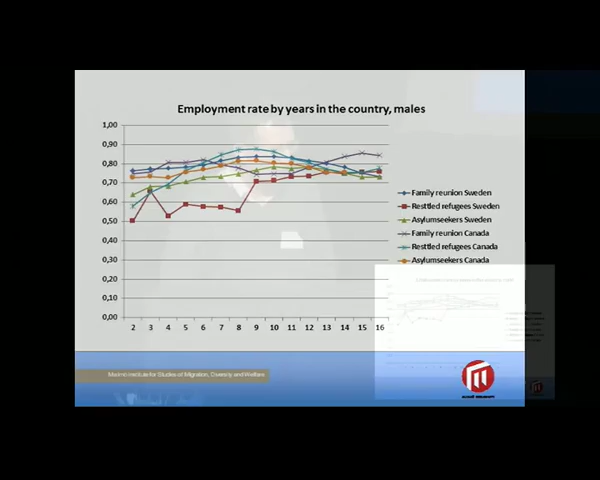 Employment rate by years in the country, males
1,00
0,90
0,80
0,70
0,60
0,50
0,40
0,30
0,20
0,10
0,00
2 3 4 5 6 7 8 9 10 11 12 13 14 15 16
Family reunion Sweden
Resttled refugees Sweden
Asylumseekers Sweden
Family reunion Canada
Resttled refugees Canada
Asylumseekers Canada
Malmö Institute for Studies of Migration, Diversity and Welfare